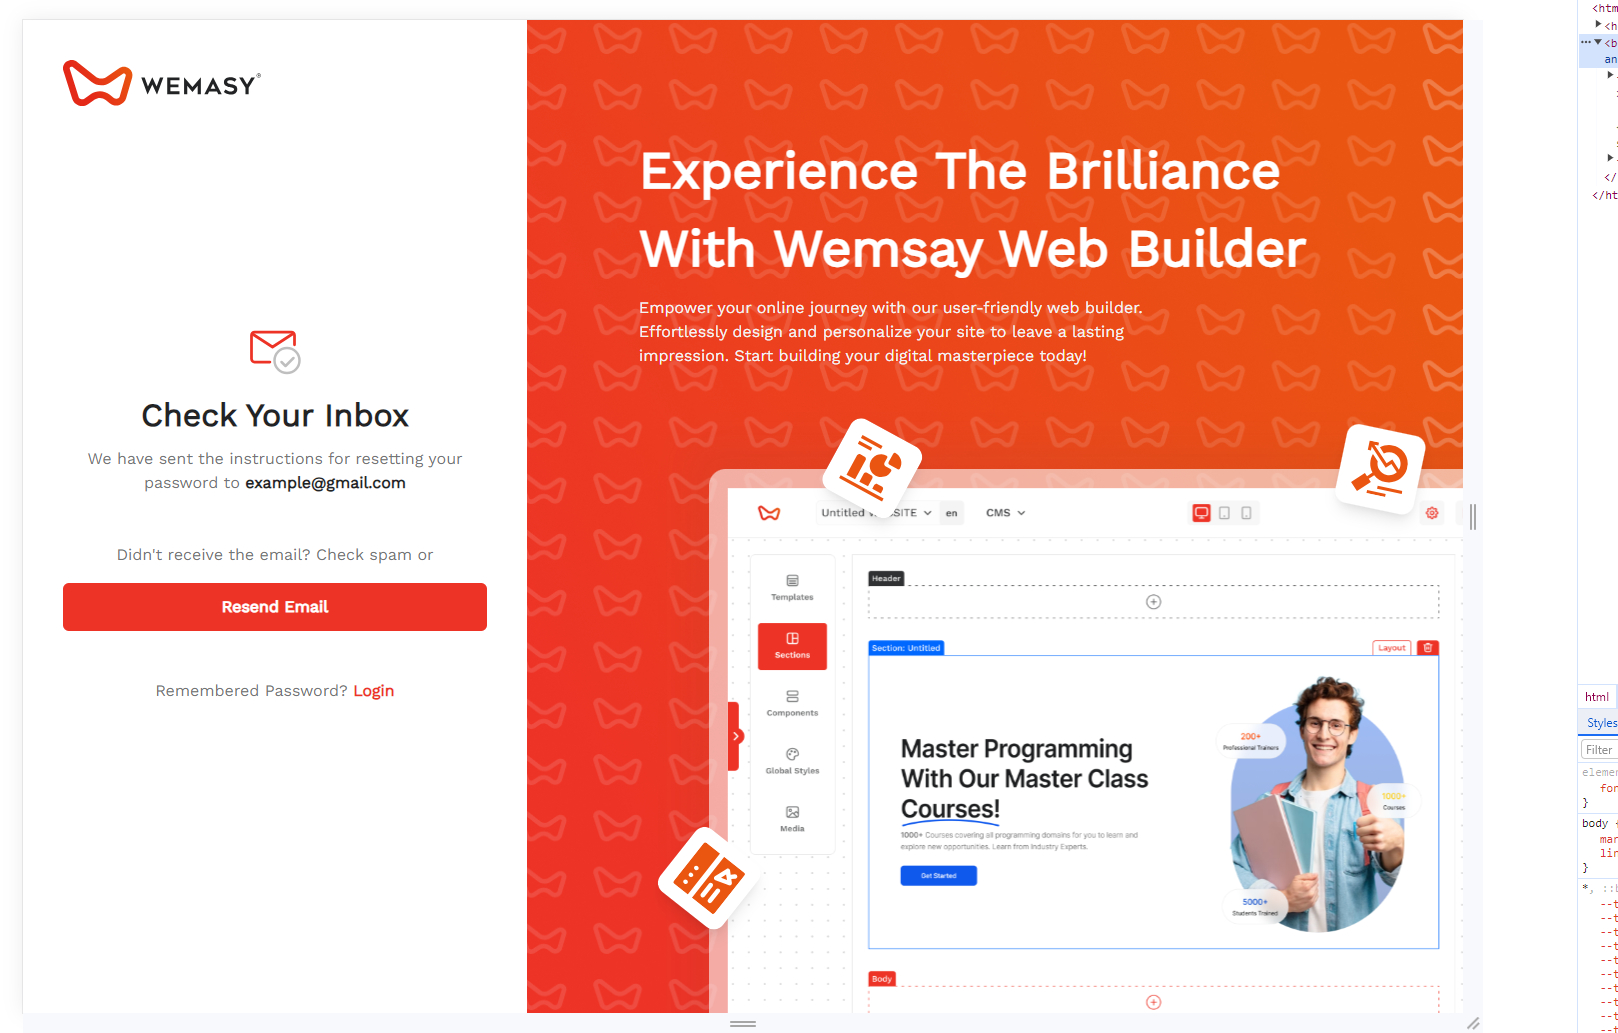 WEMASY®
Check Your Inbox
We have sent the instructions for resetting your
password to example@gmail.com
Didn't receive the email? Check spam or
Resend Email
Remembered Password? Login
Experience The Brilliance
With Wemsay Web Builder
Empower your online journey with our user-friendly web builder.
Effortlessly design and personalize your site to leave a lasting
impression. Start building your digital masterpiece today!
Untitled
SITE
en
CMS
Templates
Sections
Components
Global Styles
Media
Header
Section: Untitled
Layout
Master Programming
With Our Master Class
Courses!
1000+ Courses covering all programming domains for you to learn and
explore new opportunities. Learn from Industry Experts.
Get Started
200+
Professional Trainers
1000+
Courses
5000+
Students Trained
Body
<htm
<h
<b
an
</
</ht
html
Styles
Filter
elemen
for
}
body {
mar
lin
}
*, ::b
--t
--t
--t
--t
--t
--t
--t
--t
--t
--t